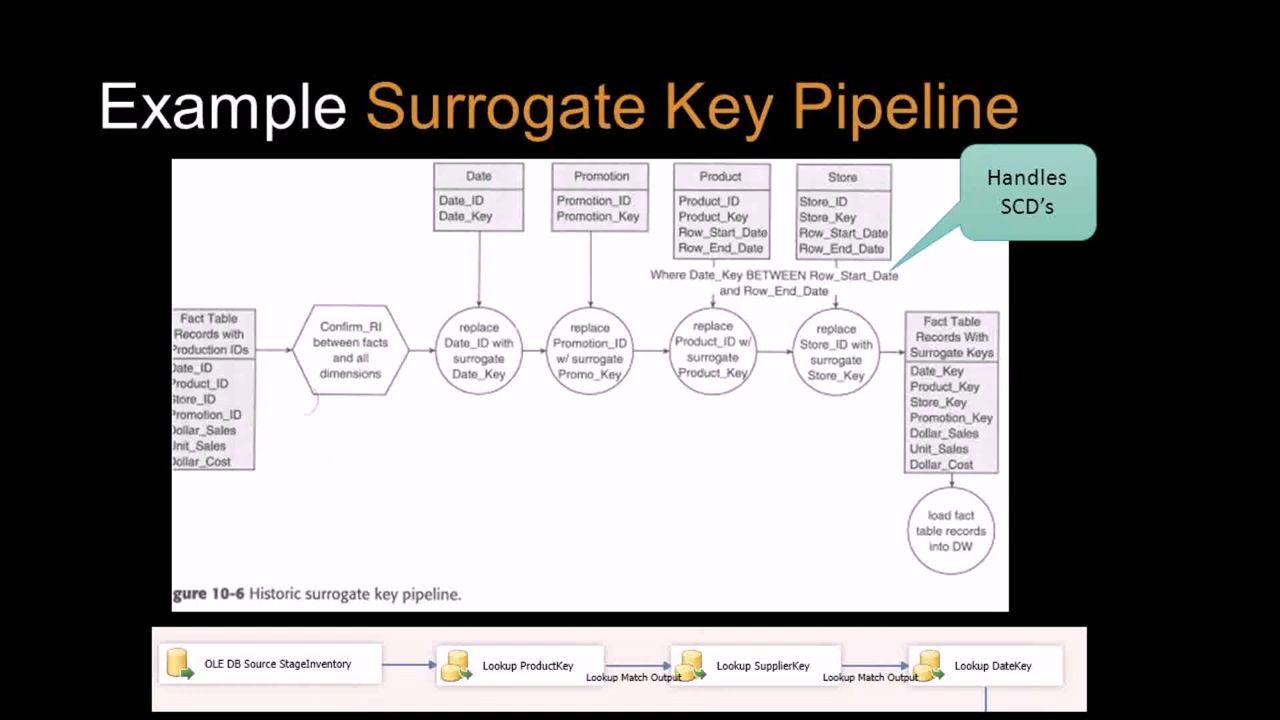 Example Surrogate Key Pipeline
Handles
SCD's
Date
Date_ID
Date_Key
Promotion
Promotion_ID
Promotion_Key
Product
Product_ID
Product_Key
Row_Start_Date
Row_End_Date
Store
Store_ID
Store_Key
Row_Start_Date
Row_End_Date
Where Date_Key BETWEEN Row_Start_Date
and Row_End_Date
Fact Table
Records with
Production IDs
Date_ID
Product_ID
Store_ID
Promotion_ID
Dollar_Sales
Unit_Sales
Dollar_Cost
Confirm_RI
between facts
and all
dimensions
replace
Date_ID with
surrogate
Date_Key
replace
Promotion_ID
w/ surrogate
Promo_Key
replace
Product_ID w/
surrogate
Product_Key
replace
Store_ID with
surrogate
Store_Key
Fact Table
Records With
Surrogate Keys
Date_Key
Product_Key
Store_Key
Promotion_Key
Dollar_Sales
Unit_Sales
Dollar_Cost
load fact
table records
into DW
gure 10-6 Historic surrogate key pipeline.
OLE DB Source StageInventory
Lookup ProductKey
Lookup Match Output
Lookup SupplierKey
Lookup Match Output
Lookup DateKey